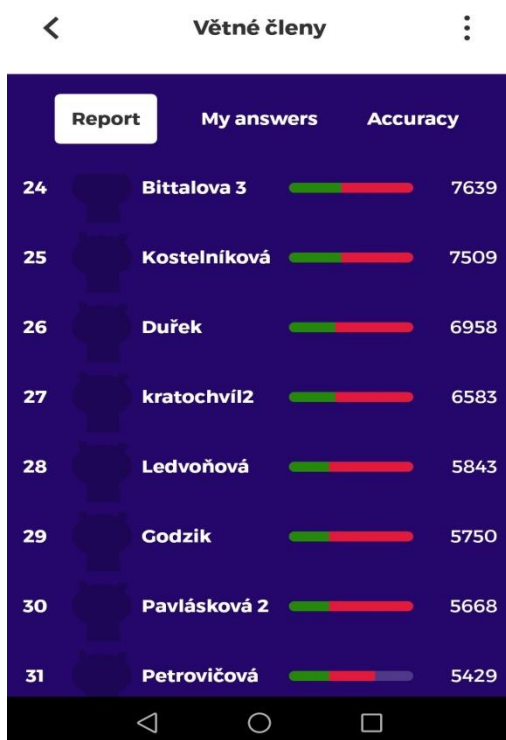 Větné členy
Report My answers Accuracy
24 Bittalova 3 7639
25 Kostelníková 7509
26 Duřek 6958
27 kratochvíl2 6583
28 Ledvoňová 5843
29 Godzik 5750
30 Pavlásková 2 5668
31 Petrovičová 5429